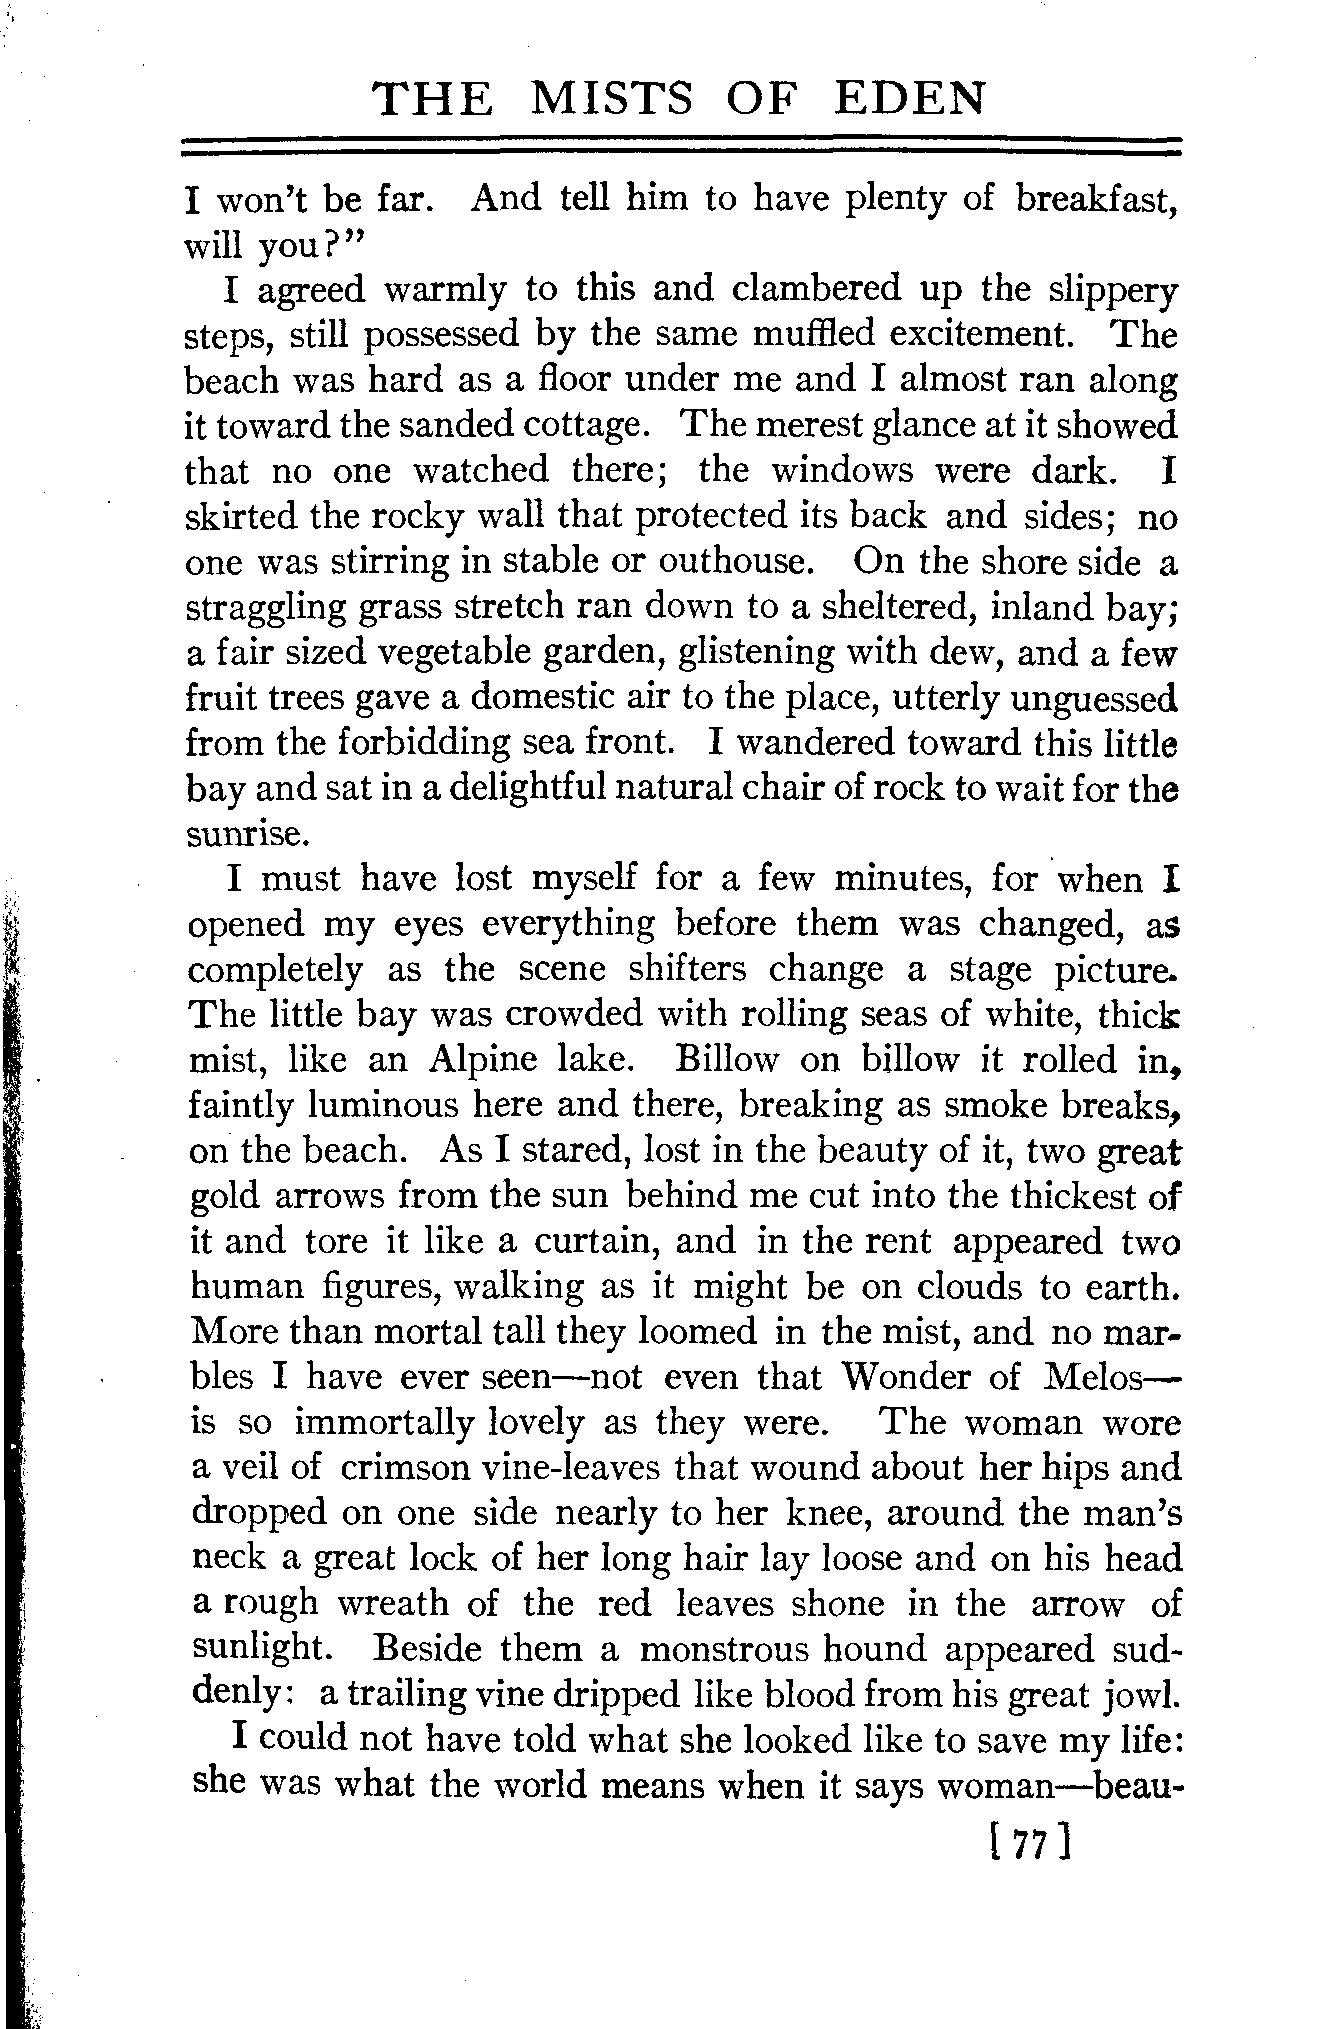 THE MISTS OF EDEN
I won't be far. And tell him to have plenty of breakfast,
will you?"
I agreed warmly to this and clambered up the slippery
steps, still possessed by the same muffled excitement. The
beach was hard as a floor under me and I almost ran along
it toward the sanded cottage. The merest glance at it showed
that no one watched there; the windows were dark. I
skirted the rocky wall that protected its back and sides; no
one was stirring in stable or outhouse. On the shore side a
straggling grass stretch ran down to a sheltered, inland bay;
a fair sized vegetable garden, glistening with dew, and a few
fruit trees gave a domestic air to the place, utterly unguessed
from the forbidding sea front. I wandered toward this little
bay and sat in a delightful natural chair of rock to wait for the
sunrise.
I must have lost myself for a few minutes, for when I
opened my eyes everything before them was changed, as
completely as the scene shifters change a stage picture.
The little bay was crowded with rolling seas of white, thick
mist, like an Alpine lake. Billow on billow it rolled in,
faintly luminous here and there, breaking as smoke breaks,
on the beach. As I stared, lost in the beauty of it, two great
gold arrows from the sun behind me cut into the thickest of
it and tore it like a curtain, and in the rent appeared two
human figures, walking as it might be on clouds to earth.
More than mortal tall they loomed in the mist, and no mar-
bles I have ever seen—not even that Wonder of Melos—
is so immortally lovely as they were. The woman wore
a veil of crimson vine-leaves that wound about her hips and
dropped on one side nearly to her knee, around the man's
neck a great lock of her long hair lay loose and on his head
a rough wreath of the red leaves shone in the arrow of
sunlight. Beside them a monstrous hound appeared sud-
denly: a trailing vine dripped like blood from his great jowl.
I could not have told what she looked like to save my life:
she was what the world means when it says woman—beau-
[77]